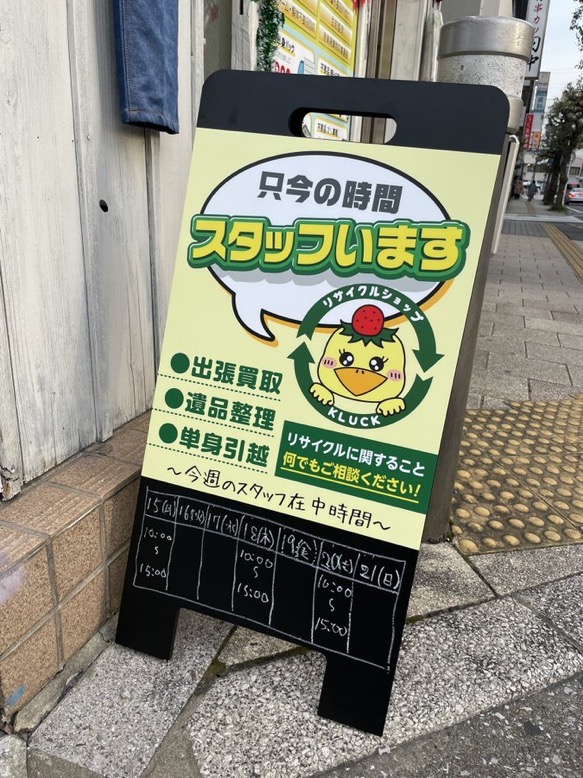 只今の時間
スタッフいます
リサイクルショップ
KLUCK
●出張買取
●遺品整理
●単身引越
リサイクルに関すること
何でもご相談ください!
～今週のスタッフ在中時間～
15(月) 16(火) 17(水) 18(木) 19(金) 20(土) 21(日)
10:00 10:00 10:00
～ ～ ～
15:00 15:00 15:00